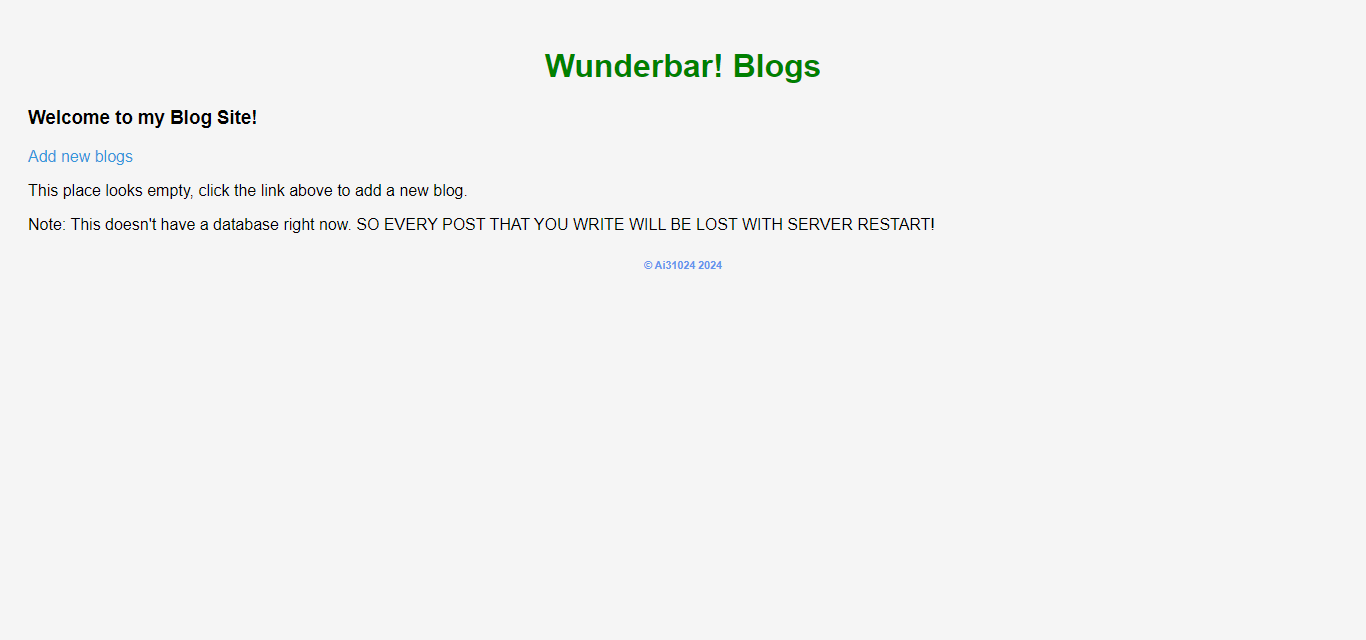 Wunderbar! Blogs
Welcome to my Blog Site!
Add new blogs
This place looks empty, click the link above to add a new blog.
Note: This doesn't have a database right now. SO EVERY POST THAT YOU WRITE WILL BE LOST WITH SERVER RESTART!
© Ai31024 2024